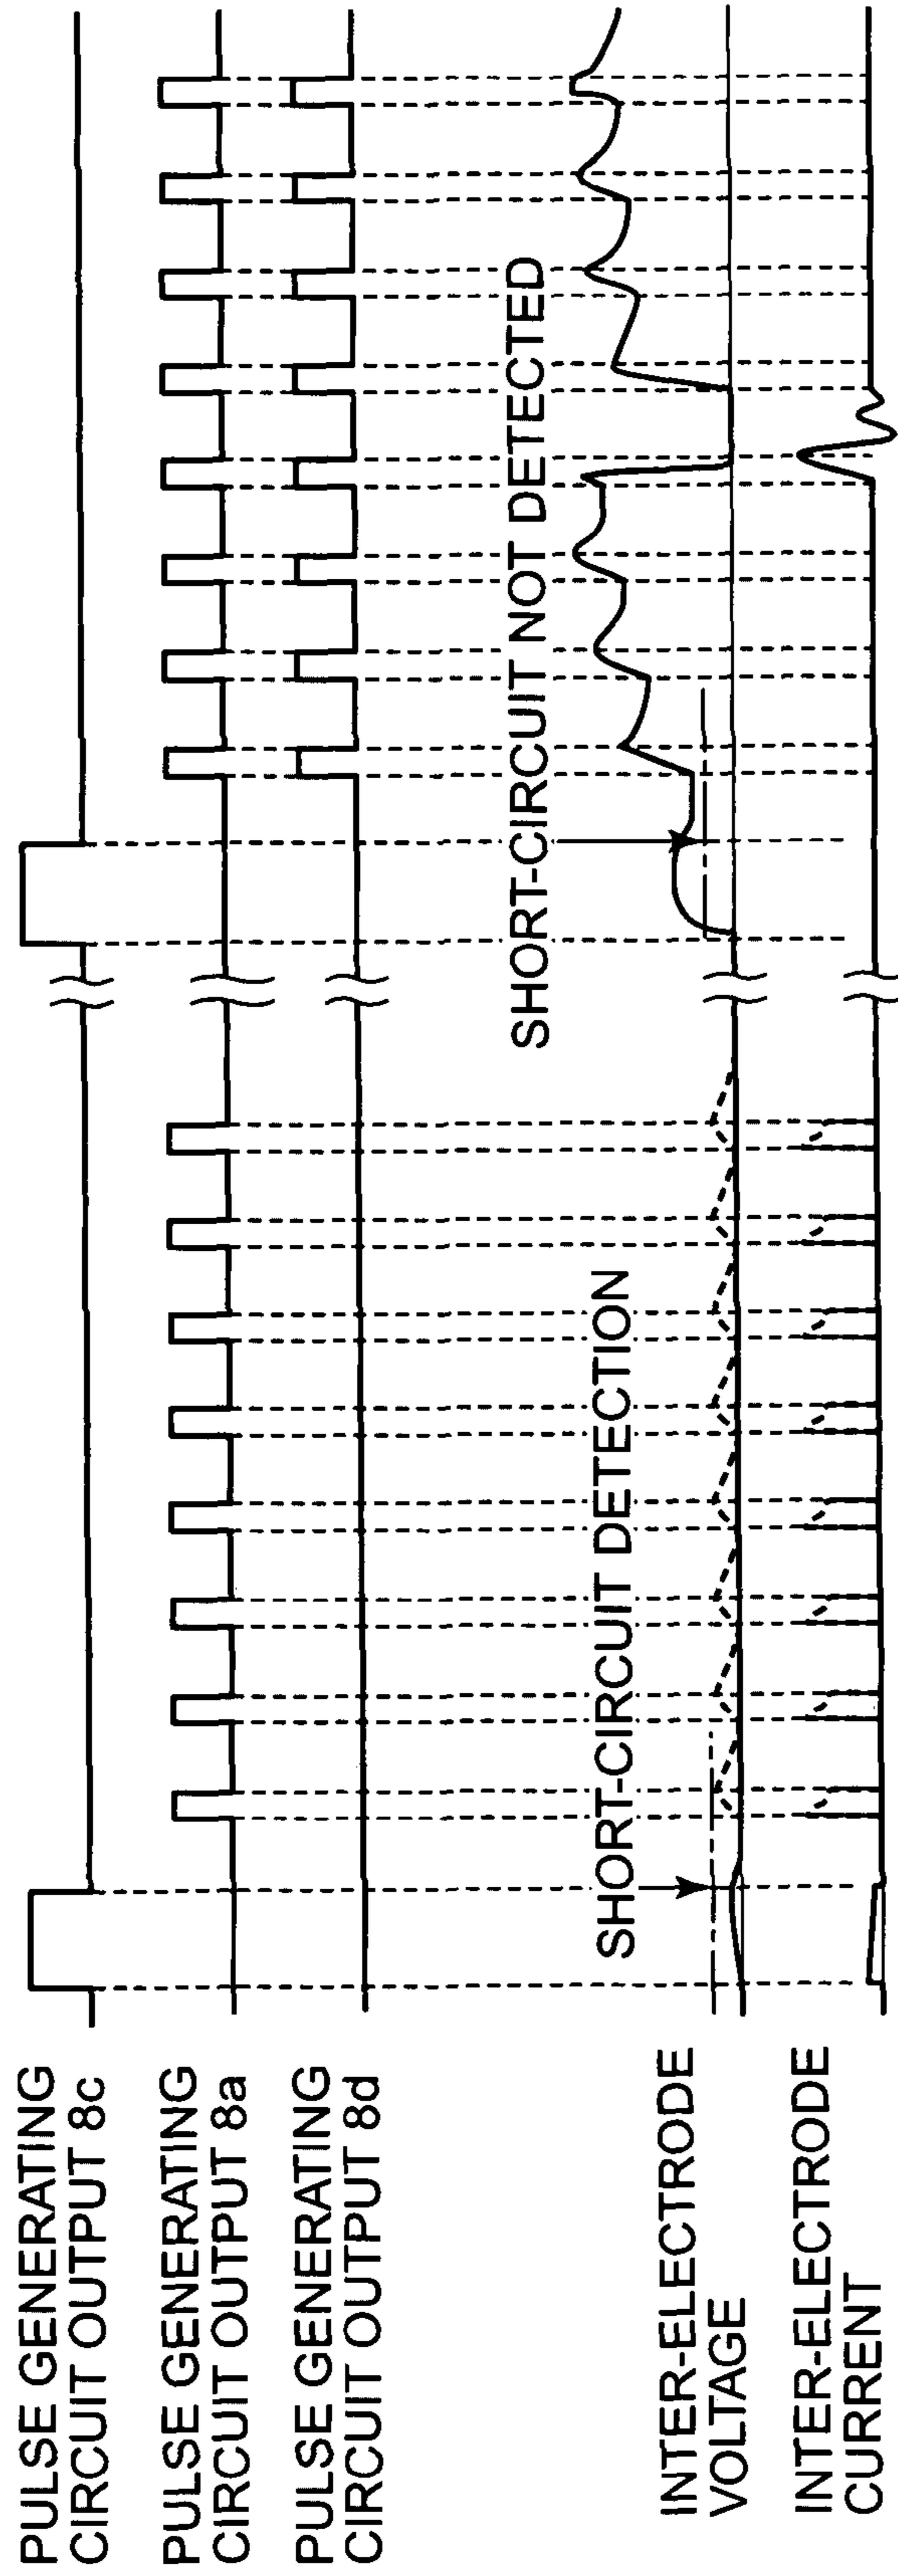 PULSE GENERATING
CIRCUIT OUTPUT 8c
PULSE GENERATING
CIRCUIT OUTPUT 8a
PULSE GENERATING
CIRCUIT OUTPUT 8d
SHORT-CIRCUIT DETECTION
SHORT-CIRCUIT NOT DETECTED
INTER-ELECTRODE
VOLTAGE
INTER-ELECTRODE
CURRENT